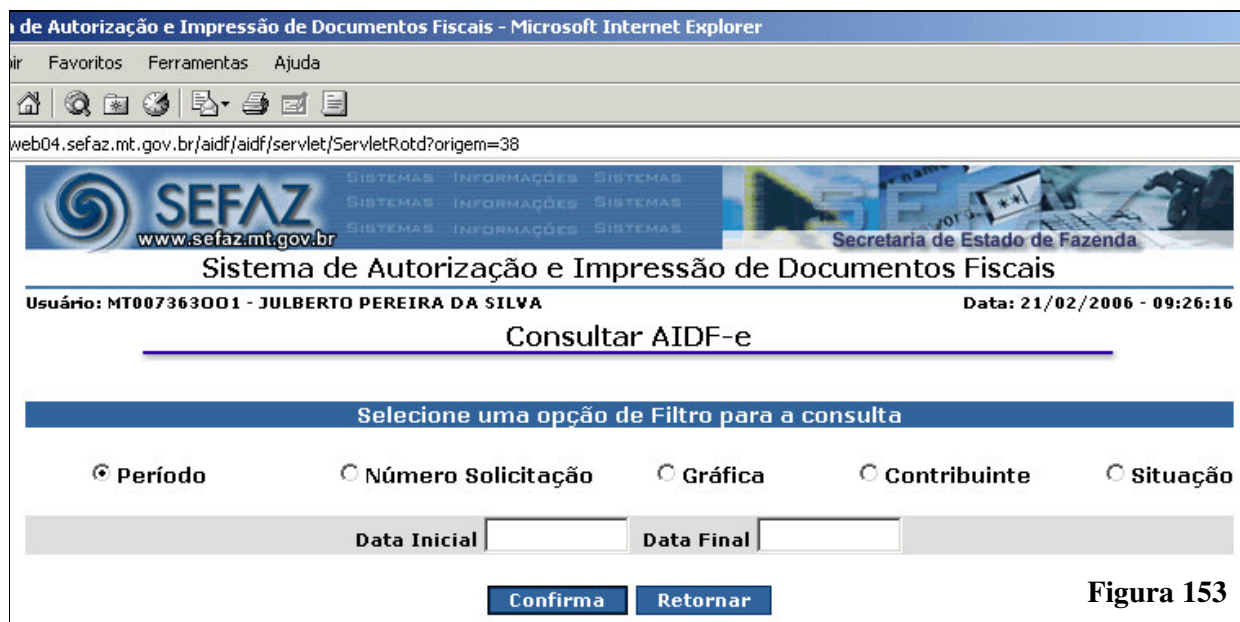 de Autorização e Impressão de Documentos Fiscais - Microsoft Internet Explorer
Favoritos Ferramentas Ajuda
web04.sefaz.mt.gov.br/aidf/aidf/servlet/ServletRotd?origem=38
SISTEMAS INFORMAÇÕES SISTEMAS
SISTEMAS INFORMAÇÕES SISTEMAS
SISTEMAS INFORMAÇÕES SISTEMAS
SEFAZ
www.sefaz.mt.gov.br
SEFAZ
Secretaria de Estado de Fazenda
Sistema de Autorização e Impressão de Documentos Fiscais
Usuário: MT007363001 - JULBERTO PEREIRA DA SILVA Data: 21/02/2006 - 09:26:16
Consultar AIDF-e
Selecione uma opção de Filtro para a consulta
Período Número Solicitação Gráfica Contribuinte Situação
Data Inicial Data Final
Confirma Retornar
Figura 153